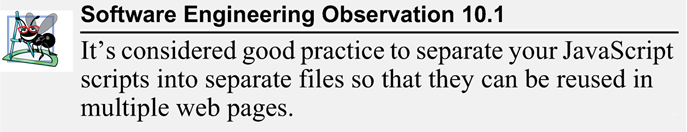 Software Engineering Observation 10.1
It's considered good practice to separate your JavaScript
scripts into separate files so that they can be reused in
multiple web pages.